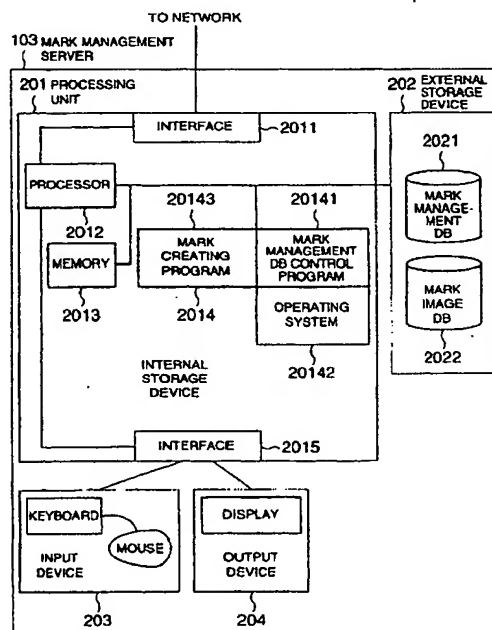 TO NETWORK
103 MARK MANAGEMENT
SERVER
201 PROCESSING
UNIT
202 EXTERNAL
STORAGE
DEVICE
INTERFACE
2011
2021
PROCESSOR
2012
20143
20141
MARK
MANAGE-
MENT
DB
MEMORY
2013
MARK
CREATING
PROGRAM
MARK
MANAGEMENT
DB CONTROL
PROGRAM
2014
OPERATING
SYSTEM
MARK
IMAGE
DB
2022
20142
INTERNAL
STORAGE
DEVICE
INTERFACE
2015
KEYBOARD
MOUSE
INPUT
DEVICE
203
DISPLAY
OUTPUT
DEVICE
204